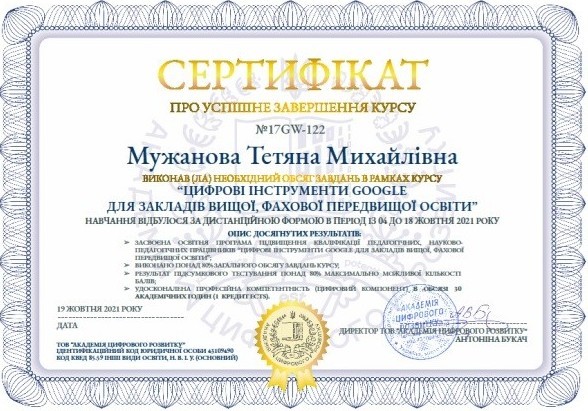 СЕРТИФІКАТ
ПРО УСПІШНЕ ЗАВЕРШЕННЯ КУРСУ
№17GW-122
Мужанова Тєтяна Михайлівна
ВИКОНАВ (ЛА) НЕОБХІДНИЙ ОБСЯГ ЗАВДАНЬ В РАМКАХ КУРСУ
“ЦИФРОВІ ІНСТРУМЕНТИ GOOGLE
ДЛЯ ЗАКЛАДІВ ВИЩОЇ, ФАХОВОЇ ПЕРЕДВИЩОЇ ОСВІТИ”
НАВЧАННЯ ВІДБУЛОСЯ ЗА ДИСТАНЦІЙНОЮ ФОРМОЮ В ПЕРІОД ІЗ 04 ДО 18 ЖОВТНЯ 2021 РОКУ
ОПИС ДОСЯГНУТИХ РЕЗУЛЬТАТІВ:
ЗАСВОЄНА ОСВІТНЯ ПРОГРАМА ПІДВИЩЕННЯ КВАЛІФІКАЦІЇ ПЕДАГОГІЧНИХ, НАУКОВО-
ПЕДАГОГІЧНИХ ПРАЦІВНИКІВ “ЦИФРОВІ ІНСТРУМЕНТИ GOOGLE ДЛЯ ЗАКЛАДІВ ВИЩОЇ, ФАХОВОЇ
ПЕРЕДВИЩОЇ ОСВІТИ”;
ВИКОНАНО ПОНАД 80% ЗАГАЛЬНОГО ОБСЯГУ ЗАВДАНЬ КУРСУ;
РЕЗУЛЬТАТ ПІДСУМКОВОГО ТЕСТУВАННЯ ПОНАД 80% МАКСИМАЛЬНО МОЖЛИВОЇ КІЛЬКОСТІ
БАЛІВ;
УДОСКОНАЛЕНА ПРОФЕСІЙНА КОМПЕТЕНТНІСТЬ (ЦИФРОВИЙ КОМПОНЕНТ) В ОБСЯЗІ 30
АКАДЕМІЧНИХ ГОДИН (1 КРЕДИТ ЄКТС).
19 ЖОВТНЯ 2021 РОКУ
ДАТА
ДИРЕКТОР ТОВ “АКАДЕМІЯ ЦИФРОВОГО РОЗВИТКУ”
АНТОНІНА БУКАЧ
ТОВ “АКАДЕМІЯ ЦИФРОВОГО РОЗВИТКУ”
ІДЕНТИФІКАЦІЙНИЙ КОД ЮРИДИЧНОЇ ОСОБИ 43109490
КОД КВЕД 85.59 ІНШІ ВИДИ ОСВІТИ, Н. В. І. У. (ОСНОВНИЙ)
АКАДЕМІЯ
ЦИФРОВОГО
РОЗВИТКУ